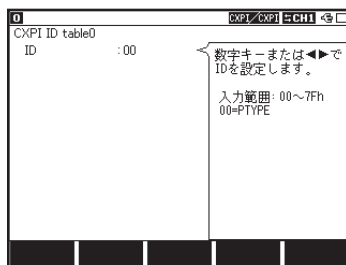 0 CXPI/CXPI CH1
CXPI ID table0
ID :00
数字キーまたは◀▶で
IDを設定します。
入力範囲: 00～7Fh
00=PTYPE